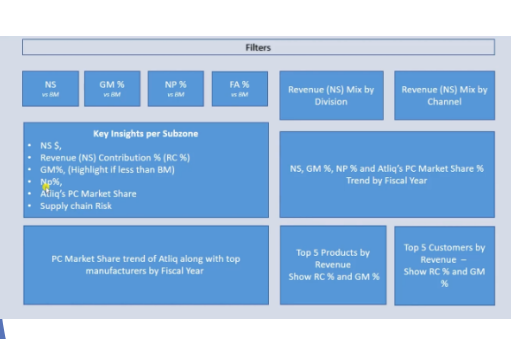 Filters
NS
vs BM
GM %
vs BM
NP %
vs BM
FA %
vs BM
Revenue (NS) Mix by
Division
Revenue (NS) Mix by
Channel
Key Insights per Subzone
• NS $,
• Revenue (NS) Contribution % (RC %)
• GM%, (Highlight if less than BM)
• Np%,
• Atliq's PC Market Share
• Supply chain Risk
NS, GM %, NP % and Atliq's PC Market Share %
Trend by Fiscal Year
PC Market Share trend of Atliq along with top
manufacturers by Fiscal Year
Top 5 Products by
Revenue
Show RC % and GM %
Top 5 Customers by
Revenue –
Show RC % and GM
%